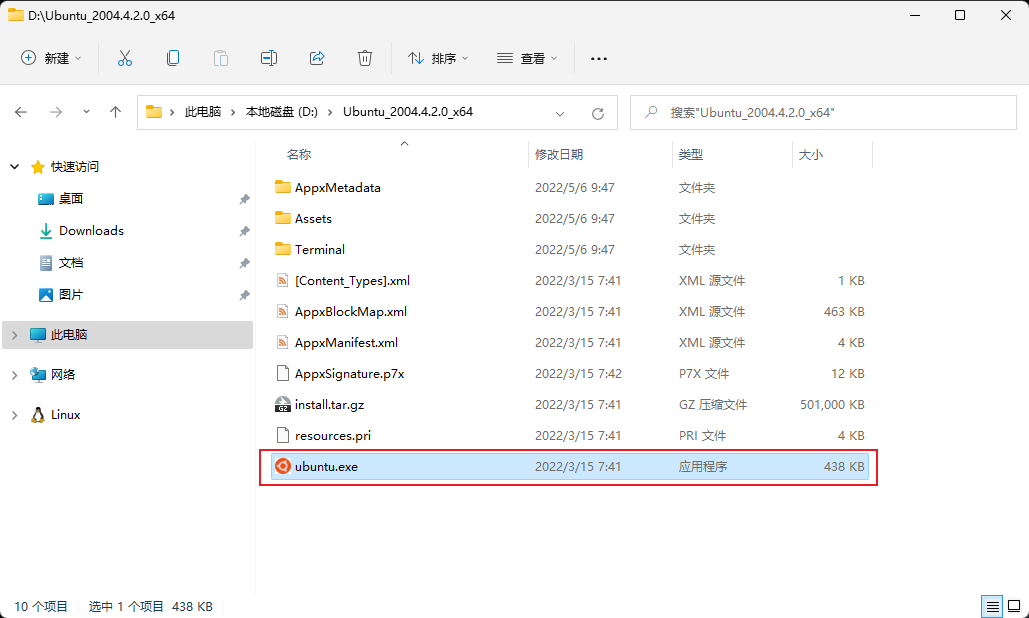 D:\Ubuntu_2004.4.2.0_x64
新建 排序 查看
此电脑 本地磁盘 (D:) Ubuntu_2004.4.2.0_x64 搜索"Ubuntu_2004.4.2.0_x64"
快速访问
桌面
Downloads
文档
图片
此电脑
网络
Linux
名称 修改日期 类型 大小
AppxMetadata 2022/5/6 9:47 文件夹
Assets 2022/5/6 9:47 文件夹
Terminal 2022/5/6 9:47 文件夹
[Content_Types].xml 2022/3/15 7:41 XML 源文件 1 KB
AppxBlockMap.xml 2022/3/15 7:41 XML 源文件 463 KB
AppxManifest.xml 2022/3/15 7:41 XML 源文件 4 KB
AppxSignature.p7x 2022/3/15 7:42 P7X 文件 12 KB
GZ install.tar.gz 2022/3/15 7:41 GZ 压缩文件 501,000 KB
resources.pri 2022/3/15 7:41 PRI 文件 4 KB
ubuntu.exe 2022/3/15 7:41 应用程序 438 KB
10 个项目 选中 1 个项目 438 KB